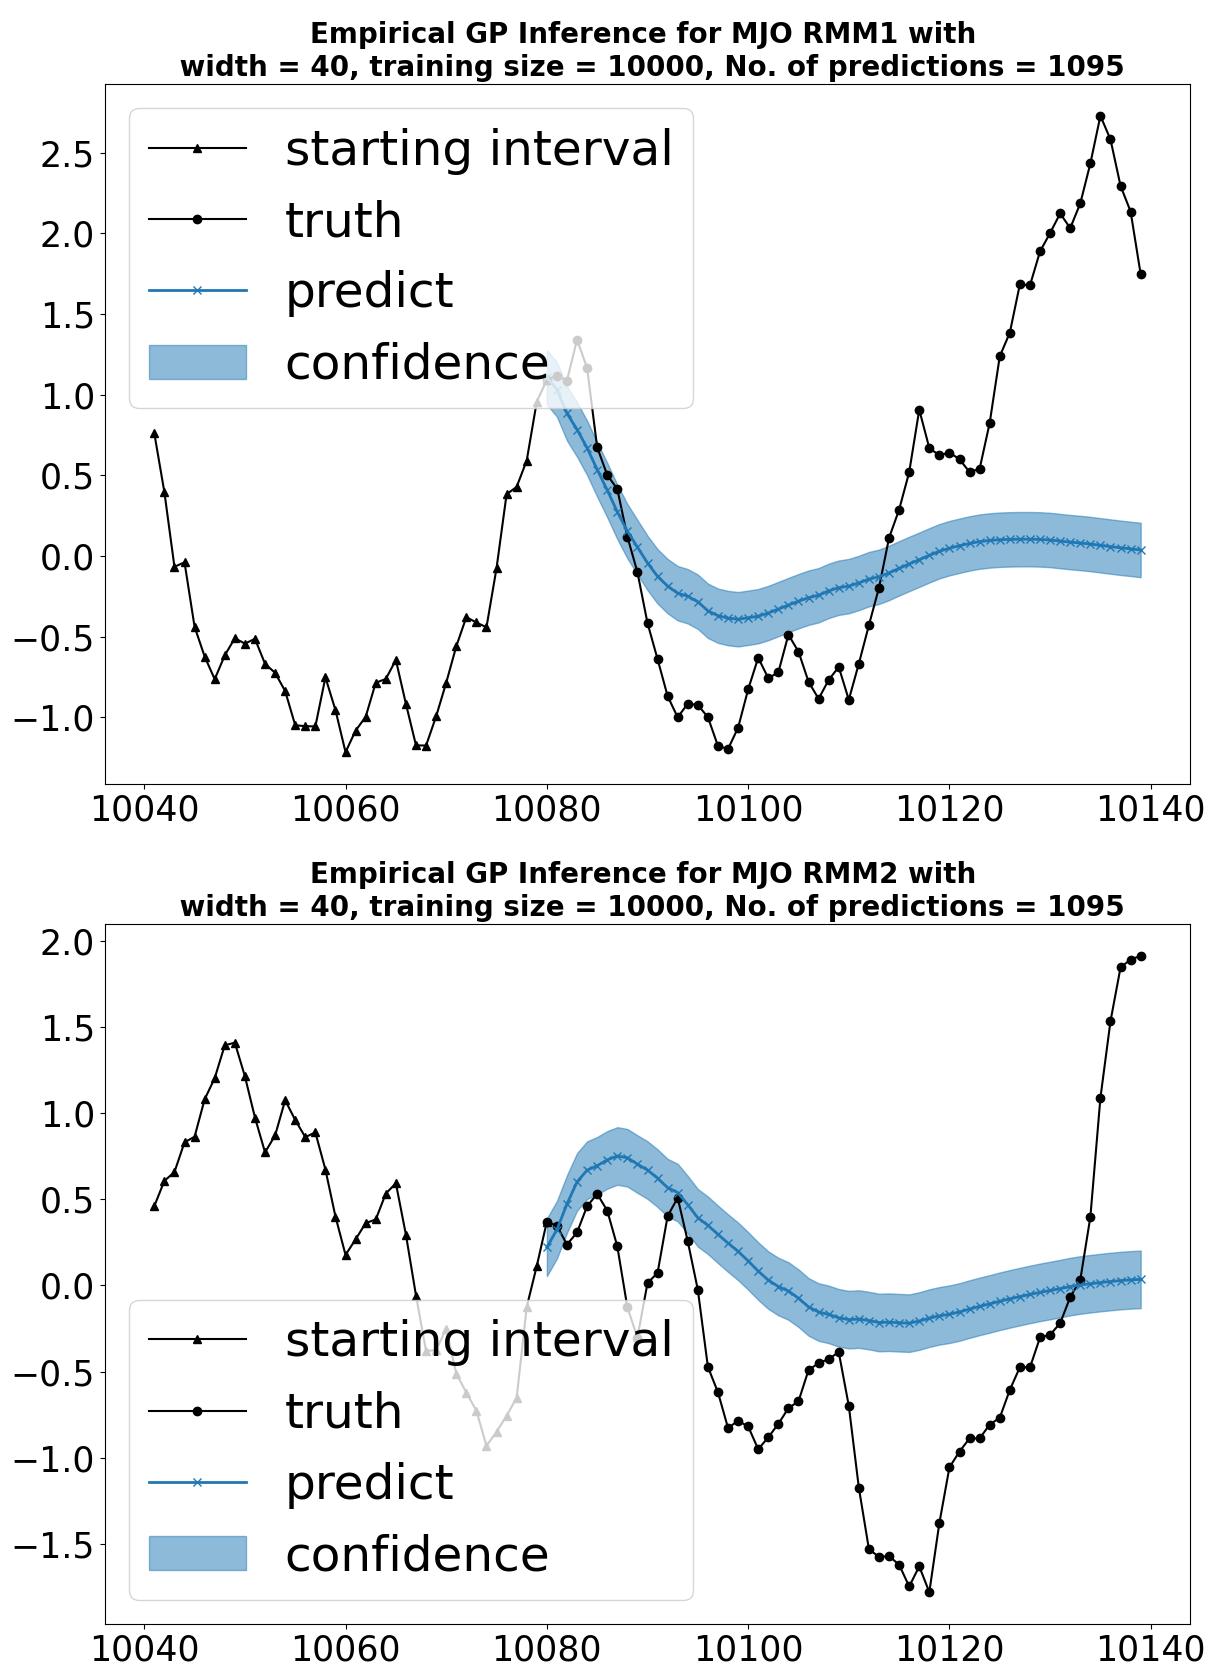 Empirical GP Inference for MJO RMM1 with
width = 40, training size = 10000, No. of predictions = 1095
starting interval
truth
predict
confidence
2.5
2.0
1.5
1.0
0.5
0.0
−0.5
−1.0
10040 10060 10080 10100 10120 10140
Empirical GP Inference for MJO RMM2 with
width = 40, training size = 10000, No. of predictions = 1095
2.0
1.5
1.0
0.5
0.0
−0.5
−1.0
−1.5
starting interval
truth
predict
confidence
10040 10060 10080 10100 10120 10140